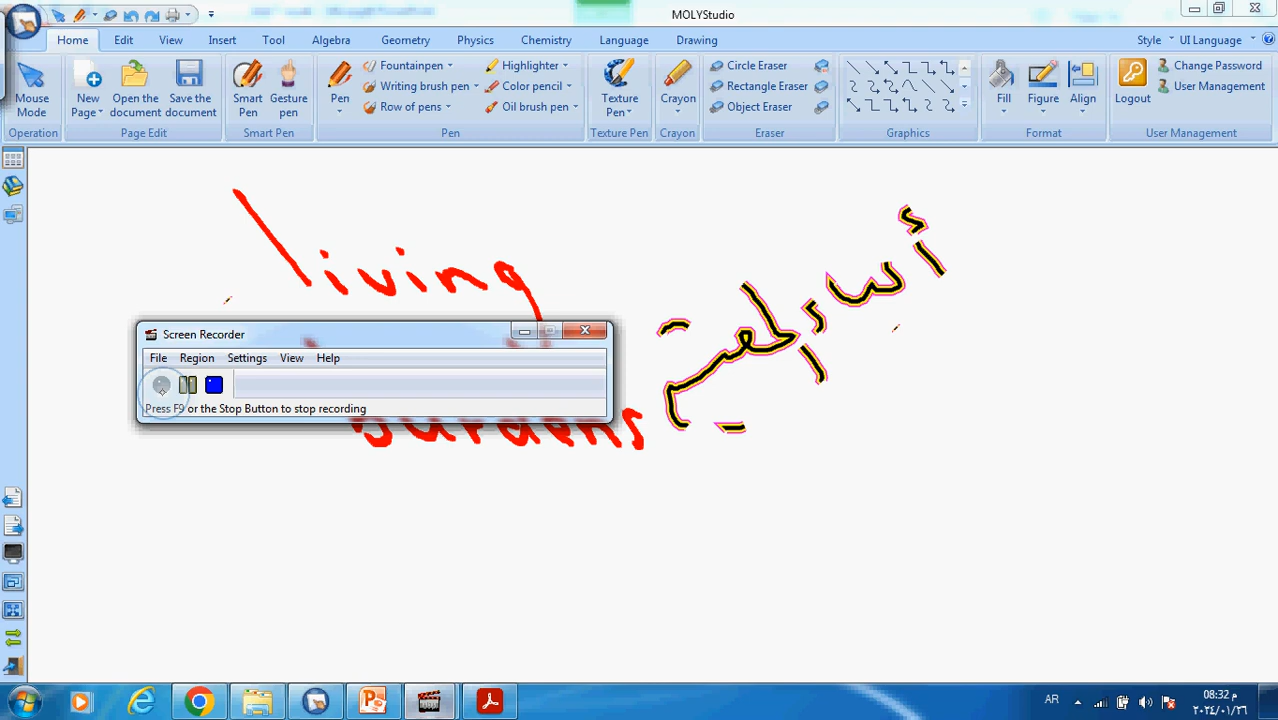 MOLYStudio
Home Edit View Insert Tool Algebra Geometry Physics Chemistry Language Drawing Style UI Language
Mouse Mode
New Page
Open the document
Save the document
Smart Pen
Gesture pen
Pen
Fountainpen
Writing brush pen
Row of pens
Highlighter
Color pencil
Oil brush pen
Texture Pen
Crayon
Circle Eraser
Rectangle Eraser
Object Eraser
Fill
Figure
Align
Logout
Change Password
User Management
Operation Page Edit Smart Pen Pen Texture Pen Crayon Eraser Graphics Format User Management
living
Screen Recorder
File Region Settings View Help
Press F9 or the Stop Button to stop recording
burdens
AR
08:32 م
٢٠٢٤/٠١/٢٦